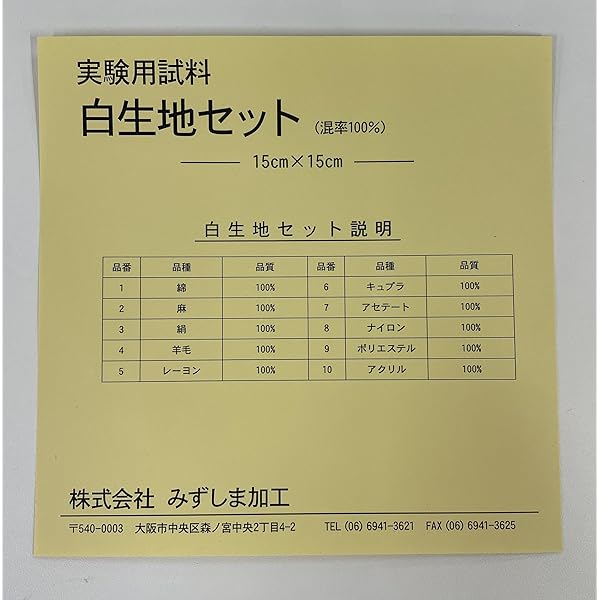 実験用試料
白生地セット (混率100%)
15cm×15cm
白生地セット説明
品番 品種 品質 品番 品種 品質
1 綿 100% 6 キュプラ 100%
2 麻 100% 7 アセテート 100%
3 絹 100% 8 ナイロン 100%
4 羊毛 100% 9 ポリエステル 100%
5 レーヨン 100% 10 アクリル 100%
株式会社 みずしま加工
〒540-0003 大阪市中央区森ノ宮中央2丁目4-2 TEL (06) 6941-3621 FAX (06) 6941-3625